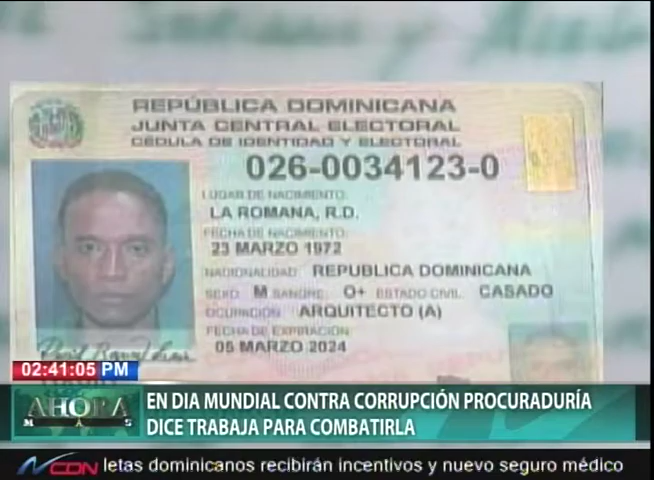 REPÚBLICA DOMINICANA
JUNTA CENTRAL ELECTORAL
CÉDULA DE IDENTIDAD Y ELECTORAL
026-0034123-0
LUGAR DE NACIMIENTO:
LA ROMANA, R.D.
FECHA DE NACIMIENTO:
23 MARZO 1972
NACIONALIDAD: REPUBLICA DOMINICANA
SEXO: M SANGRE: O+ ESTADO CIVIL: CASADO
OCUPACIÓN: ARQUITECTO (A)
FECHA DE EXPIRACIÓN:
05 MARZO 2024
02:41:05 PM
AHORA
MAS
EN DIA MUNDIAL CONTRA CORRUPCIÓN PROCURADURÍA
DICE TRABAJA PARA COMBATIRLA
CDN letas dominicanos recibirán incentivos y nuevo seguro médico